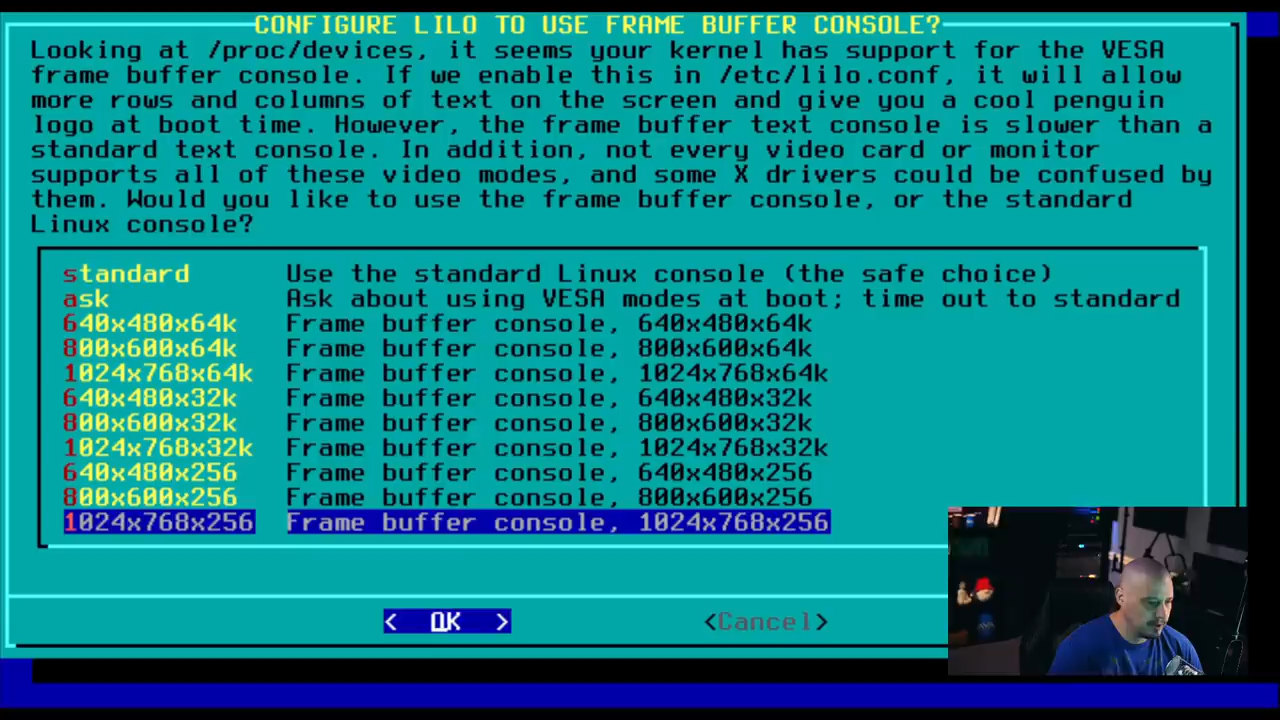 CONFIGURE LILO TO USE FRAME BUFFER CONSOLE?
Looking at /proc/devices, it seems your kernel has support for the VESA
frame buffer console. If we enable this in /etc/lilo.conf, it will allow
more rows and columns of text on the screen and give you a cool penguin
logo at boot time. However, the frame buffer text console is slower than a
standard text console. In addition, not every video card or monitor
supports all of these video modes, and some X drivers could be confused by
them. Would you like to use the frame buffer console, or the standard
Linux console?
standard Use the standard Linux console (the safe choice)
ask Ask about using VESA modes at boot; time out to standard
640x480x64k Frame buffer console, 640x480x64k
800x600x64k Frame buffer console, 800x600x64k
1024x768x64k Frame buffer console, 1024x768x64k
640x480x32k Frame buffer console, 640x480x32k
800x600x32k Frame buffer console, 800x600x32k
1024x768x32k Frame buffer console, 1024x768x32k
640x480x256 Frame buffer console, 640x480x256
800x600x256 Frame buffer console, 800x600x256
1024x768x256 Frame buffer console, 1024x768x256
< OK > <Cancel>